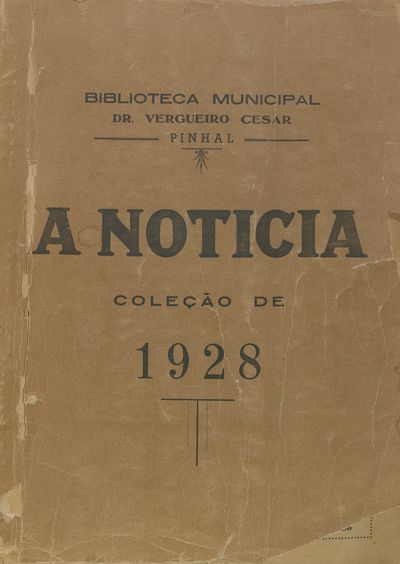 BIBLIOTECA MUNICIPAL
DR. VERGUEIRO CESAR
PINHAL
A NOTICIA
COLEÇÃO DE
1928